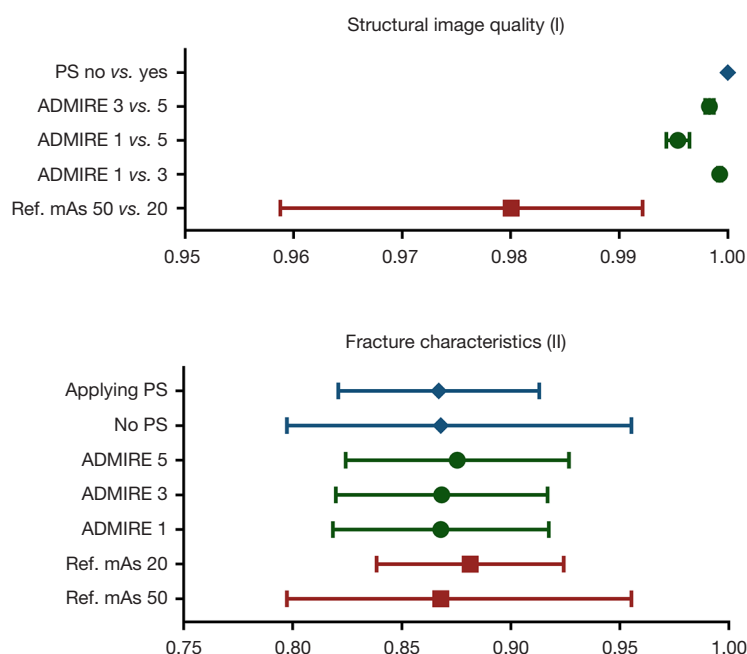 Structural image quality (I)
PS no vs. yes
ADMIRE 3 vs. 5
ADMIRE 1 vs. 5
ADMIRE 1 vs. 3
Ref. mAs 50 vs. 20
0.95 0.96 0.97 0.98 0.99 1.00
Fracture characteristics (II)
Applying PS
No PS
ADMIRE 5
ADMIRE 3
ADMIRE 1
Ref. mAs 20
Ref. mAs 50
0.75 0.80 0.85 0.90 0.95 1.00